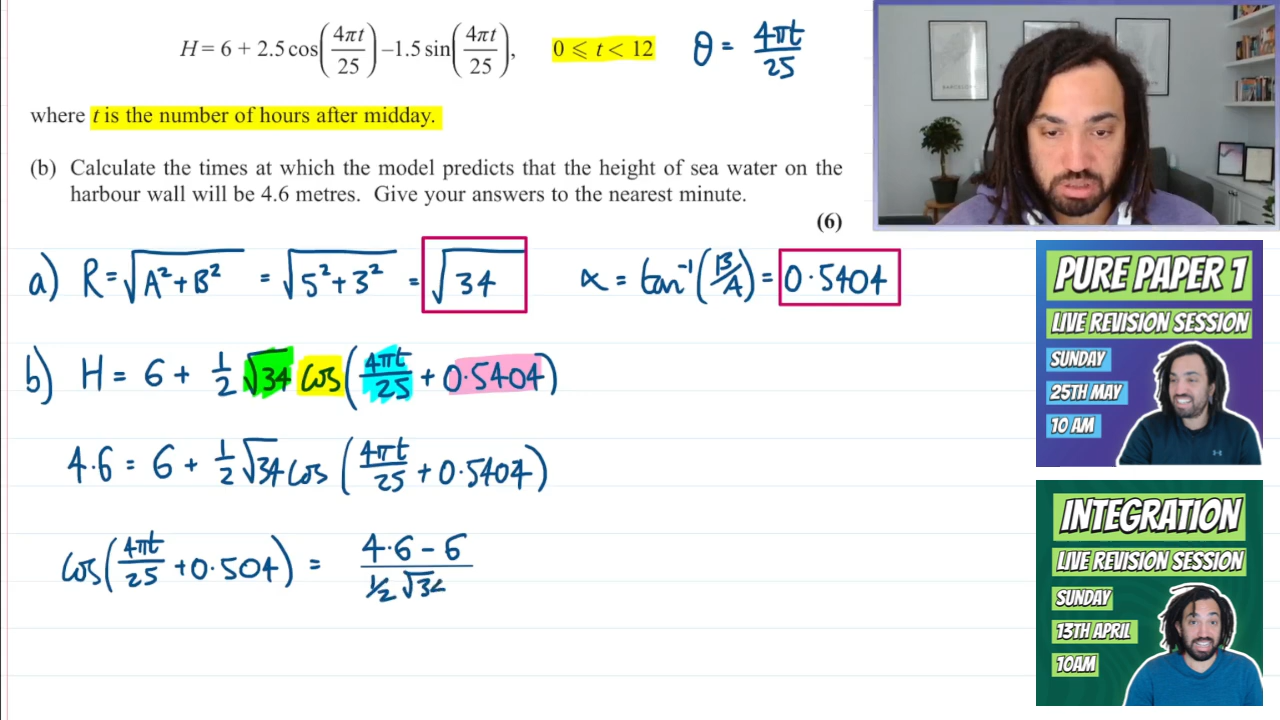 H = 6 + 2.5 cos(4πt/25) – 1.5 sin(4πt/25), 0 ⩽ t < 12 θ = 4πt/25
where t is the number of hours after midday.
(b) Calculate the times at which the model predicts that the height of sea water on the
harbour wall will be 4.6 metres. Give your answers to the nearest minute.
(6)
a) R = √(A² + B²) = √(5² + 3²) = √34 α = tan⁻¹(B/A) = 0.5404
b) H = 6 + ½√34 cos(4πt/25 + 0.5404)
4.6 = 6 + ½√34 cos(4πt/25 + 0.5404)
cos(4πt/25 + 0.504) = (4.6 – 6)/(½√34)
PURE PAPER 1
LIVE REVISION SESSION
SUNDAY
25TH MAY
10 AM
INTEGRATION
LIVE REVISION SESSION
SUNDAY
13TH APRIL
10AM